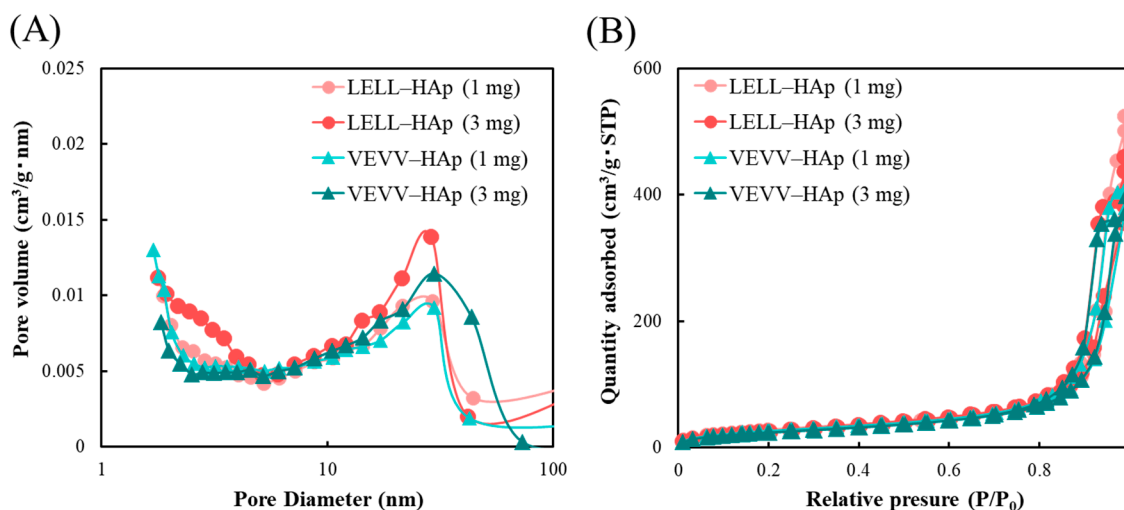 (A)
Pore volume (cm³/g・nm)
0.025
0.02
0.015
0.01
0.005
0
LELL–HAp (1 mg)
LELL–HAp (3 mg)
VEVV–HAp (1 mg)
VEVV–HAp (3 mg)
1
10
100
Pore Diameter (nm)
(B)
Quantity adsorbed (cm³/g・STP)
600
400
200
0
LELL–HAp (1 mg)
LELL–HAp (3 mg)
VEVV–HAp (1 mg)
VEVV–HAp (3 mg)
0
0.2
0.4
0.6
0.8
Relative presure (P/P₀)